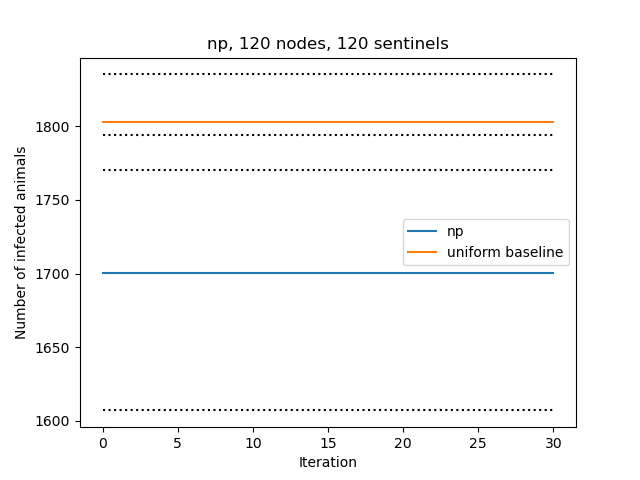 np, 120 nodes, 120 sentinels
Number of infected animals
1800
1750
1700
1650
1600
np
uniform baseline
0 5 10 15 20 25 30
Iteration